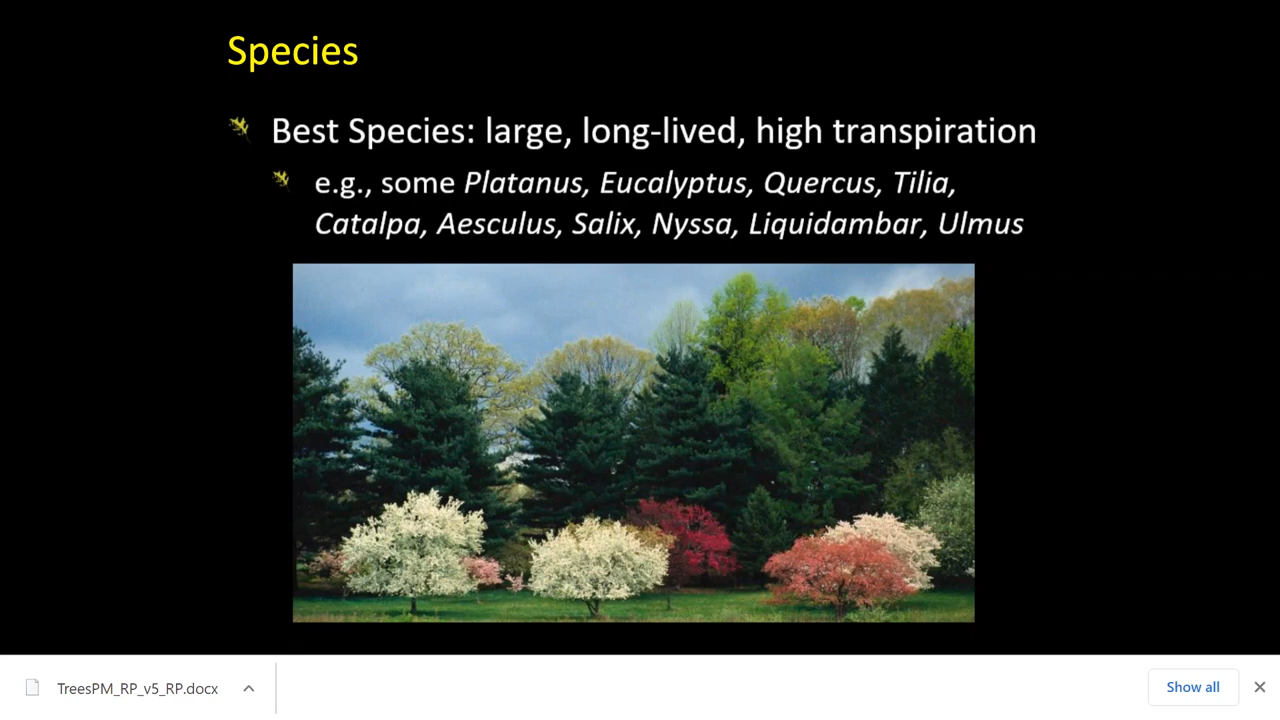 Species
Best Species: large, long-lived, high transpiration
e.g., some Platanus, Eucalyptus, Quercus, Tilia,
Catalpa, Aesculus, Salix, Nyssa, Liquidambar, Ulmus
TreesPM_RP_v5_RP.docx
Show all